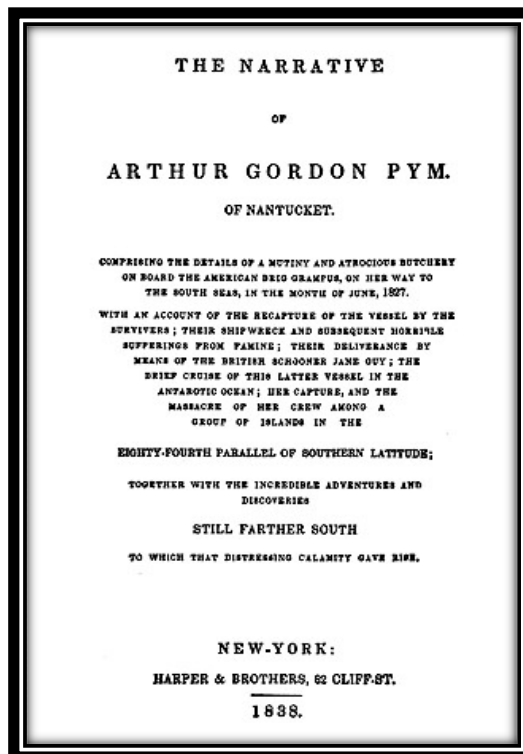 THE NARRATIVE
OF
ARTHUR GORDON PYM.
OF NANTUCKET.
COMPRISING THE DETAILS OF A MUTINY AND ATROCIOUS BUTCHERY
ON BOARD THE AMERICAN BRIG GRAMPUS, ON HER WAY TO
THE SOUTH SEAS, IN THE MONTH OF JUNE, 1827.
WITH AN ACCOUNT OF THE RECAPTURE OF THE VESSEL BY THE
SURVIVERS; THEIR SHIPWRECK AND SUBSEQUENT HORRIBLE
SUFFERINGS FROM FAMINE; THEIR DELIVERANCE BY
MEANS OF THE BRITISH SCHOONER JANE GUY; THE
BRIEF CRUISE OF THIS LATTER VESSEL IN THE
ANTARCTIC OCEAN; HER CAPTURE, AND THE
MASSACRE OF HER CREW AMONG A
GROUP OF ISLANDS IN THE
EIGHTY-FOURTH PARALLEL OF SOUTHERN LATITUDE;
TOGETHER WITH THE INCREDIBLE ADVENTURES AND
DISCOVERIES
STILL FARTHER SOUTH
TO WHICH THAT DISTRESSING CALAMITY GAVE RISE.
NEW-YORK:
HARPER & BROTHERS, 82 CLIFF-ST.
1838.